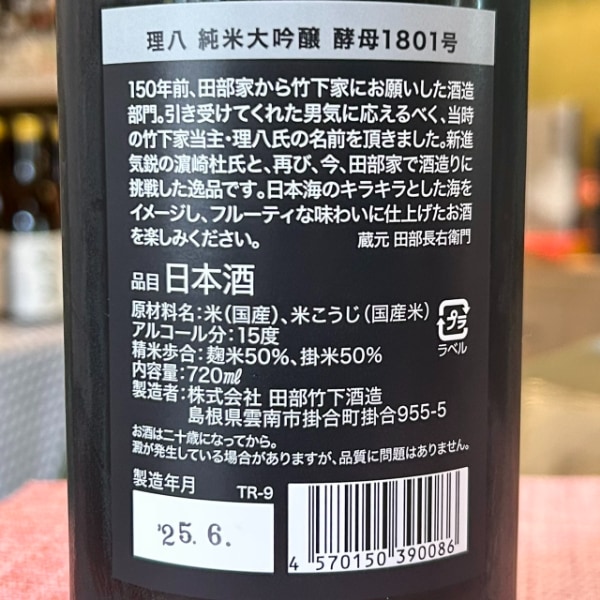 理八 純米大吟醸 酵母1801号
150年前、田部家から竹下家にお願いした酒造
部門。引き受けてくれた男気に応えるべく、当時
の竹下家当主・理八氏の名前を頂きました。新進
気鋭の濵崎杜氏と、再び、今、田部家で酒造りに
挑戦した逸品です。日本海のキラキラとした海を
イメージし、フルーティな味わいに仕上げたお酒
を楽しみください。 蔵元 田部長右衛門
品目 日本酒
原材料名：米（国産）、米こうじ（国産米）
アルコール分：15度
精米歩合：麹米50％、掛米50％
内容量：720㎖
製造者：株式会社 田部竹下酒造
島根県雲南市掛合町掛合955-5
プラ
ラベル
お酒は二十歳になってから。
澱が発生している場合がありますが、品質に問題はありません。
製造年月 TR-9
'25. 6.
4 570150 390086